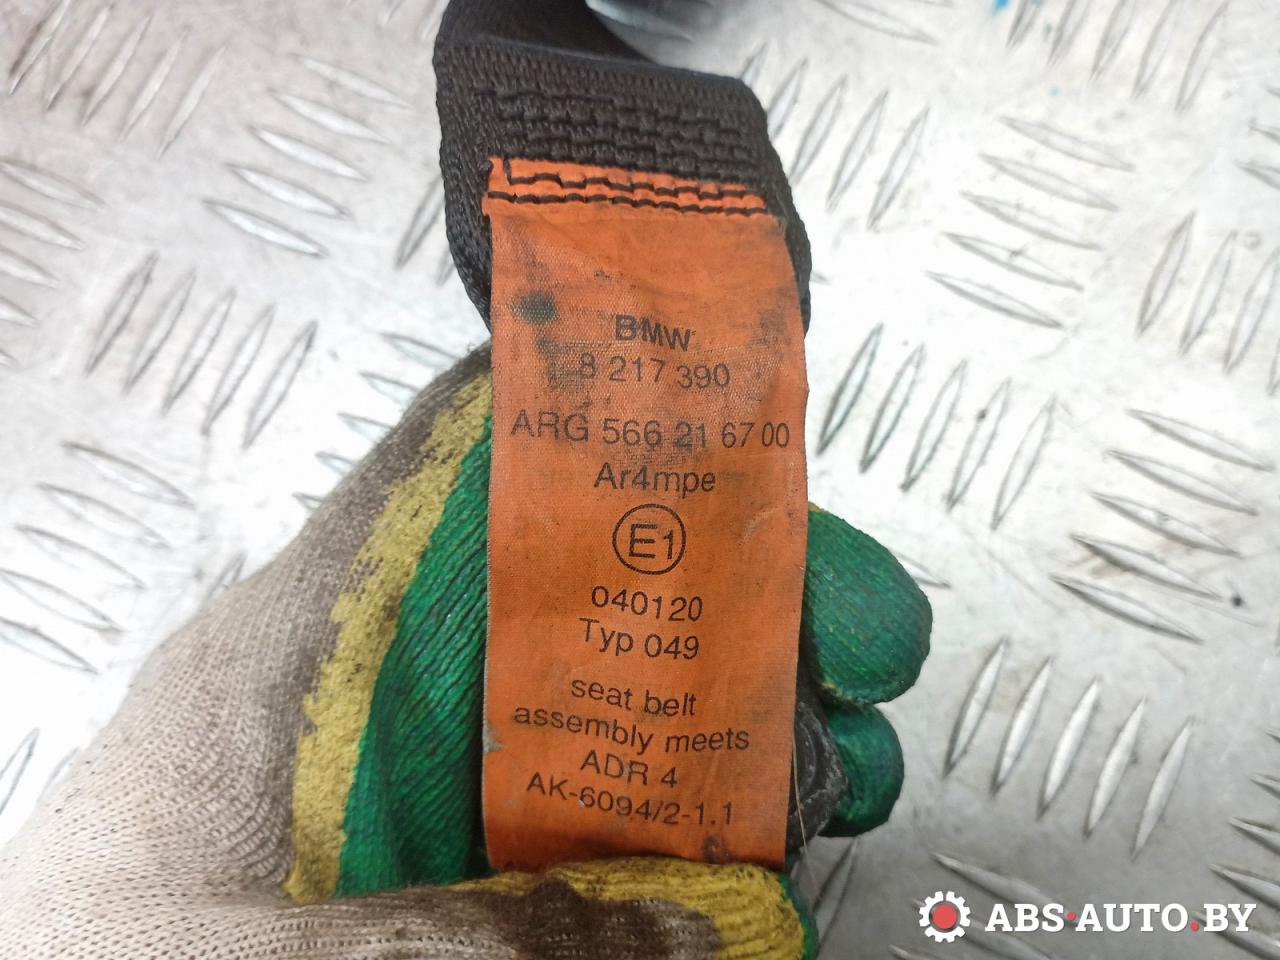 BMW
8 217 390
ARG 566 21 67 00
Ar4mpe
E1
040120
Typ 049
seat belt
assembly meets
ADR 4
AK-6094/2-1.1
ABS-AUTO.BY